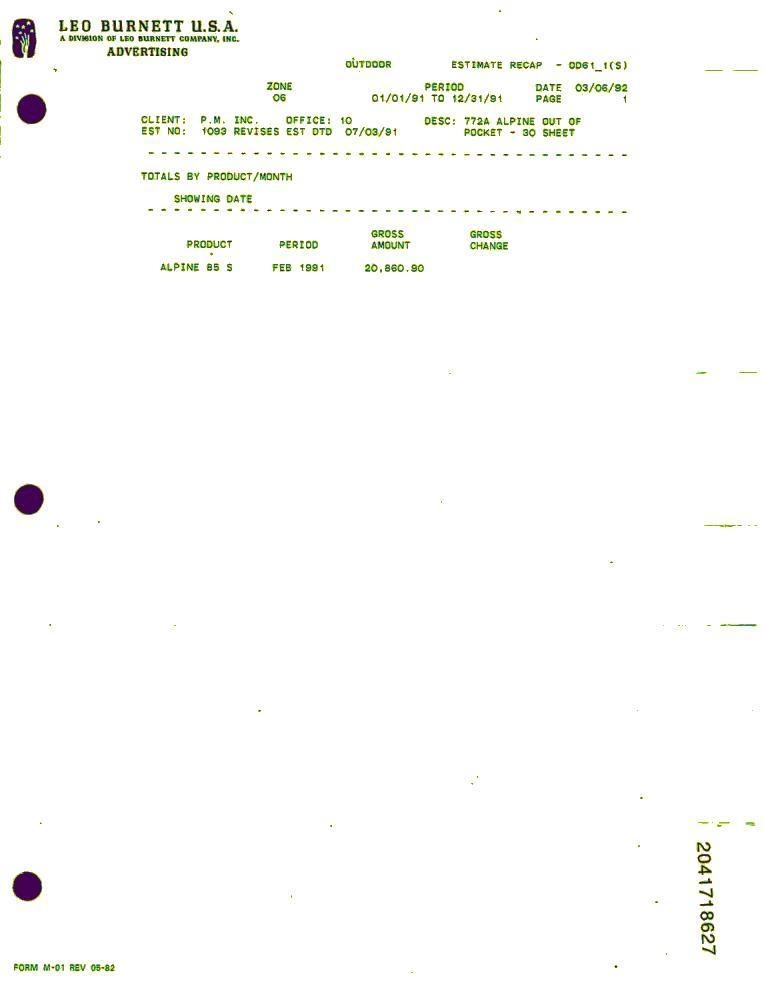 LEO BURNETT U.S.A.
A DIVISION OF LEO BURNETT COMPANY, INC.
ADVERTISING
OUTDOOR ESTIMATE RECAP - OD61_1(S)
ZONE PERIOD DATE 03/06/92
06 01/01/91 TO 12/31/91 PAGE 1
CLIENT: P.M. INC. OFFICE: 10 DESC: 772A ALPINE OUT OF
EST NO: 1093 REVISES EST DTD 07/03/91 POCKET - 30 SHEET
TOTALS BY PRODUCT/MONTH
SHOWING DATE
GROSS GROSS
PRODUCT PERIOD AMOUNT CHANGE
ALPINE 85 S FEB 1991 20,860.90
2041718627
FORM M-01 REV 05-82